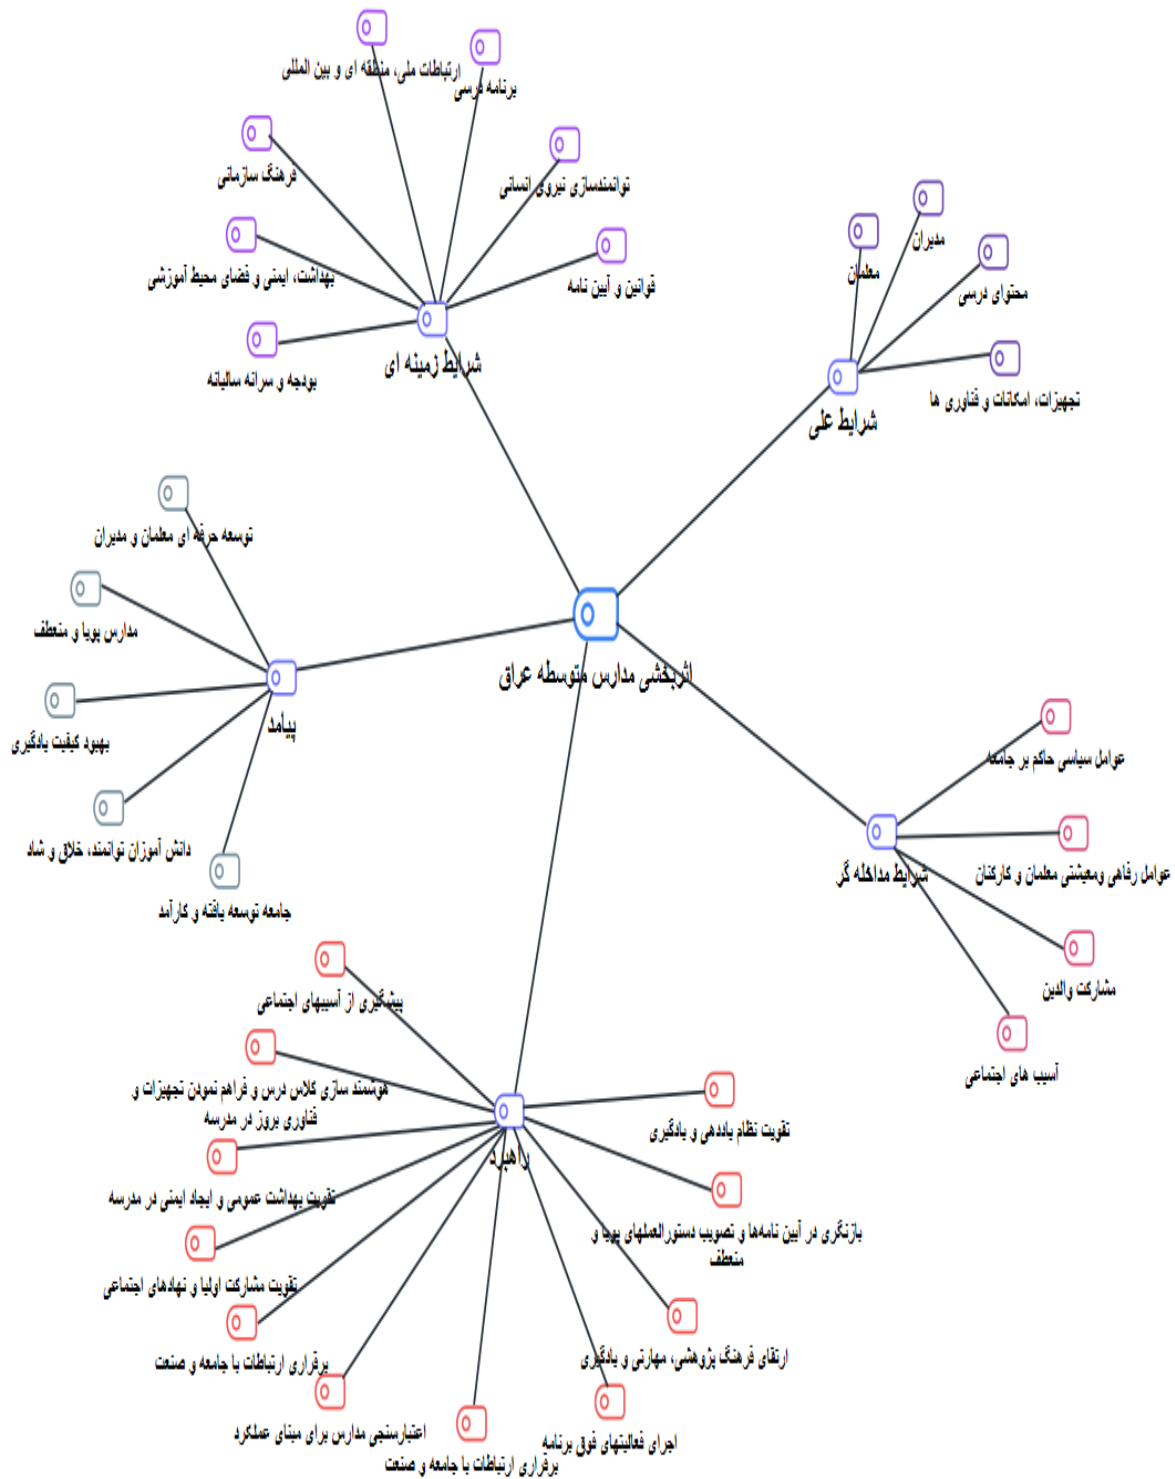 ارتباطات ملی، منطقه ای و بین المللی
برنامه درسی
فرهنگ سازمانی
توانمندسازی نیروی انسانی
بهداشت، ایمنی و فضای محیط آموزشی
قوانین و آیین نامه
بودجه و سرانه سالیانه
شرایط زمینه ای
مدیران
معلمان
محتوای درسی
تجهیزات، امکانات و فناوری ها
شرایط علی
توسعه حرفه ای معلمان و مدیران
مدارس پویا و منعطف
بهبود کیفیت یادگیری
دانش آموزان توانمند، خلاق و شاد
جامعه توسعه یافته و کارآمد
پیامد
اثربخشی مدارس متوسطه عراق
عوامل سیاسی حاکم بر جامعه
عوامل رفاهی ومعیشتی معلمان و کارکنان
مشارکت والدین
آسیب های اجتماعی
شرایط مداخله گر
پیشگیری از آسیبهای اجتماعی
هوشمند سازی کلاس درس و فراهم نمودن تجهیزات و
فناوری بروز در مدرسه
تقویت بهداشت عمومی و ایجاد ایمنی در مدرسه
تقویت مشارکت اولیا و نهادهای اجتماعی
برقراری ارتباطات با جامعه و صنعت
اعتبارسنجی مدارس برای مبنای عملکرد
برقراری ارتباطات با جامعه و صنعت
اجرای فعالیتهای فوق برنامه
ارتقای فرهنگ پژوهشی، مهارتی و یادگیری
بازنگری در آیین نامه‌ها و تصویب دستورالعملهای پویا و
منعطف
تقویت نظام یاددهی و یادگیری
راهبرد